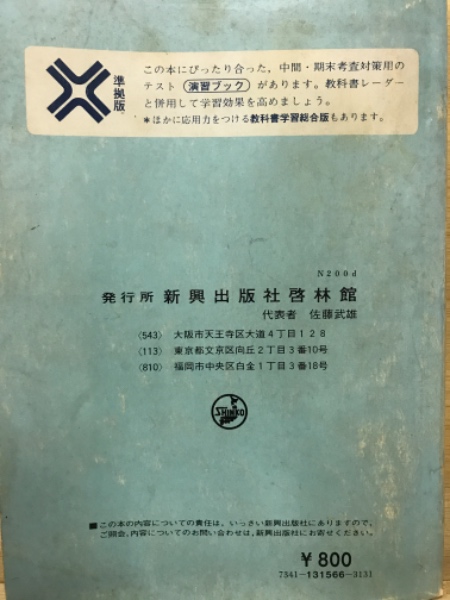 準拠版
この本にぴったり合った，中間・期末考査対策用の
テスト 演習ブック があります。教科書レーダー
と併用して学習効果を高めましょう。
＊ほかに応用力をつける教科書学習総合版もあります。
N200d
発行所 新興出版社啓林館
代表者 佐藤武雄
〈543〉 大阪市天王寺区大道4丁目128
〈113〉 東京都文京区向丘2丁目3番10号
〈810〉 福岡市中央区白金1丁目3番18号
SHINKO
■この本の内容についての責任は，いっさい新興出版社にありますので，
ご照会，内容についてのお問い合わせは，新興出版社にお寄せください。
￥800
7541-131566-3131